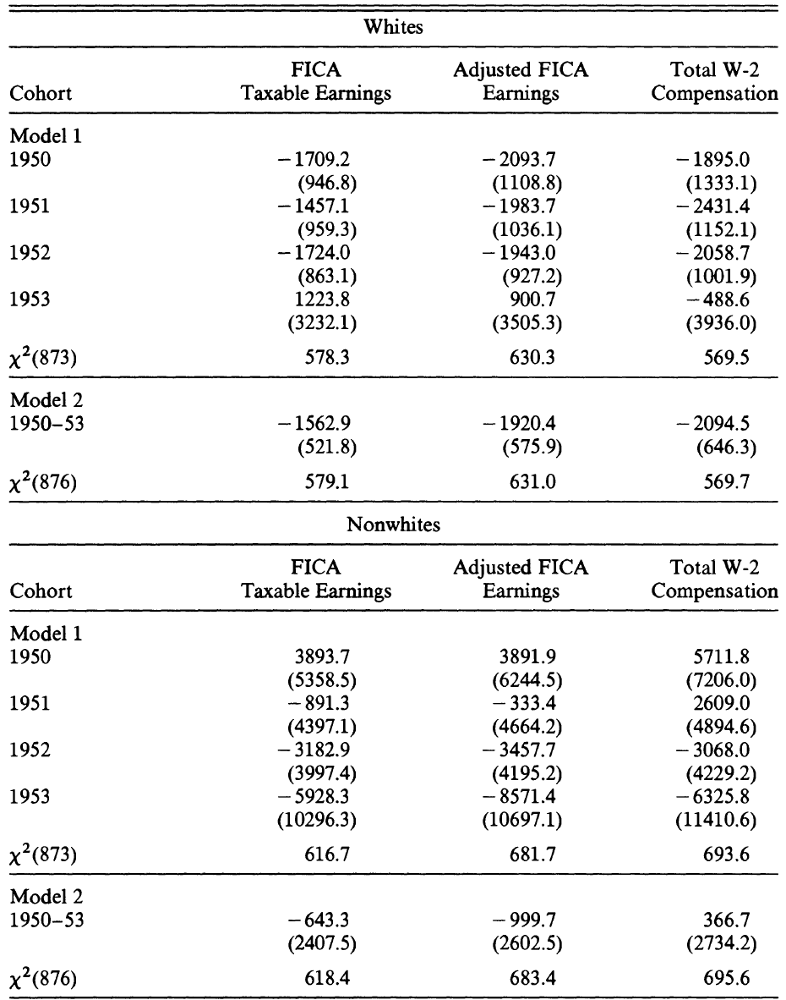 Whites
FICA Adjusted FICA Total W-2
Cohort Taxable Earnings Earnings Compensation
Model 1
1950 −1709.2 −2093.7 −1895.0
(946.8) (1108.8) (1333.1)
1951 −1457.1 −1983.7 −2431.4
(959.3) (1036.1) (1152.1)
1952 −1724.0 −1943.0 −2058.7
(863.1) (927.2) (1001.9)
1953 1223.8 900.7 −488.6
(3232.1) (3505.3) (3936.0)
χ²(873) 578.3 630.3 569.5
Model 2
1950–53 −1562.9 −1920.4 −2094.5
(521.8) (575.9) (646.3)
χ²(876) 579.1 631.0 569.7
Nonwhites
FICA Adjusted FICA Total W-2
Cohort Taxable Earnings Earnings Compensation
Model 1
1950 3893.7 3891.9 5711.8
(5358.5) (6244.5) (7206.0)
1951 −891.3 −333.4 2609.0
(4397.1) (4664.2) (4894.6)
1952 −3182.9 −3457.7 −3068.0
(3997.4) (4195.2) (4229.2)
1953 −5928.3 −8571.4 −6325.8
(10296.3) (10697.1) (11410.6)
χ²(873) 616.7 681.7 693.6
Model 2
1950–53 −643.3 −999.7 366.7
(2407.5) (2602.5) (2734.2)
χ²(876) 618.4 683.4 695.6